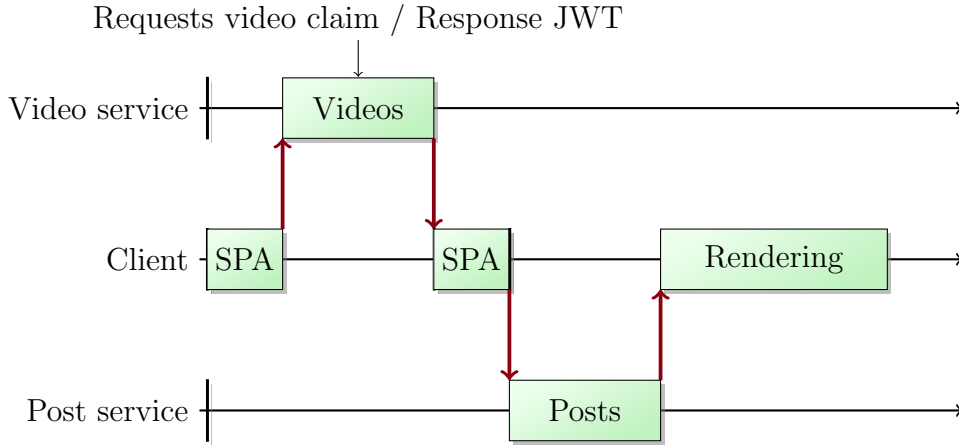 Requests video claim / Response JWT
Video service
Videos
Client
SPA
SPA
Rendering
Post service
Posts